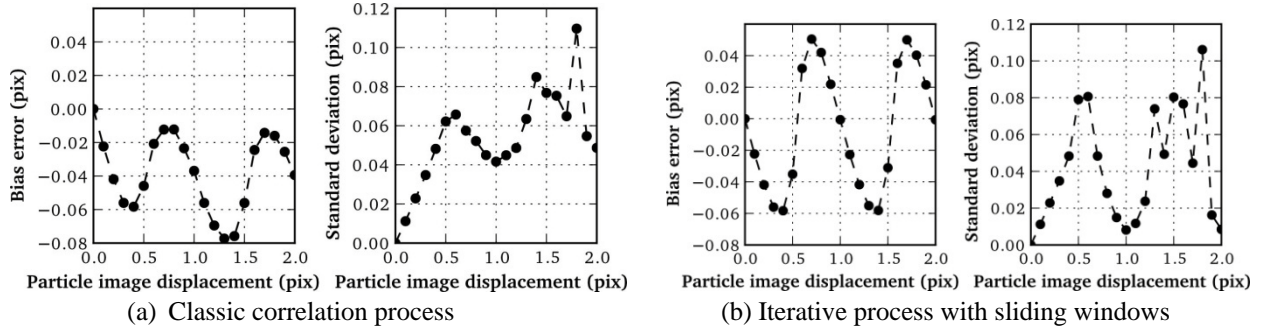 Bias error (pix)
0.04
0.02
0.00
−0.02
−0.04
−0.06
−0.08
0.0 0.5 1.0 1.5 2.0
Particle image displacement (pix)
Standard deviation (pix)
0.12
0.10
0.08
0.06
0.04
0.02
0.00
0.0 0.5 1.0 1.5 2.0
Particle image displacement (pix)
(a) Classic correlation process
Bias error (pix)
0.04
0.02
0.00
−0.02
−0.04
−0.06
−0.08
0.0 0.5 1.0 1.5 2.0
Particle image displacement (pix)
Standard deviation (pix)
0.12
0.10
0.08
0.06
0.04
0.02
0.00
0.0 0.5 1.0 1.5 2.0
Particle image displacement (pix)
(b) Iterative process with sliding windows